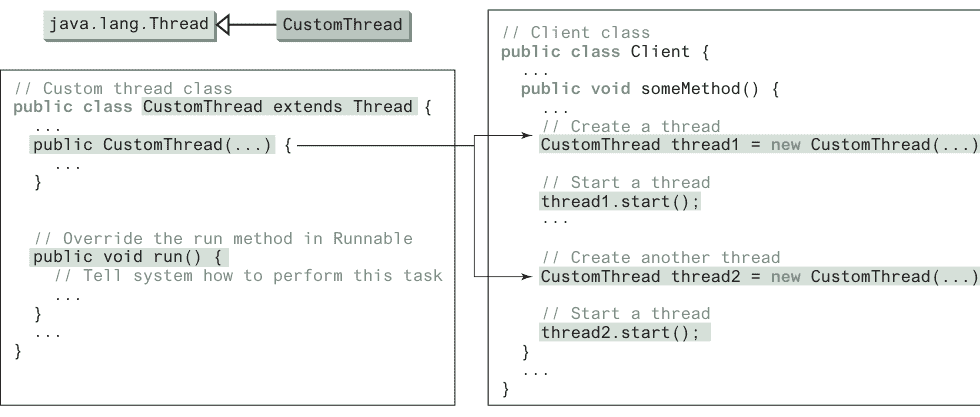 java.lang.Thread
CustomThread
// Custom thread class
public class CustomThread extends Thread {
...
public CustomThread(...) {
...
}
// Override the run method in Runnable
public void run() {
// Tell system how to perform this task
...
}
...
}
// Client class
public class Client {
...
public void someMethod() {
...
// Create a thread
CustomThread thread1 = new CustomThread(...)
// Start a thread
thread1.start();
...
// Create another thread
CustomThread thread2 = new CustomThread(...)
// Start a thread
thread2.start();
}
...
}